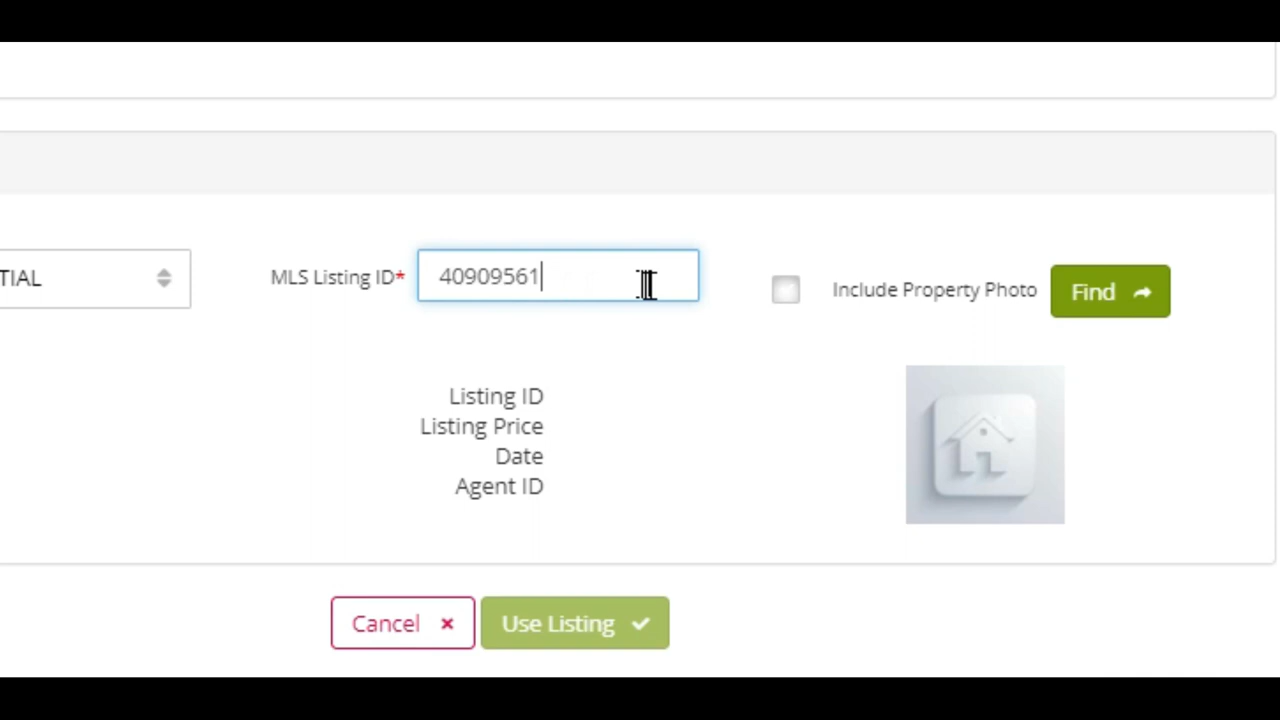 TIAL
MLS Listing ID*
40909561
Include Property Photo
Find
Listing ID
Listing Price
Date
Agent ID
Cancel ×
Use Listing ✓